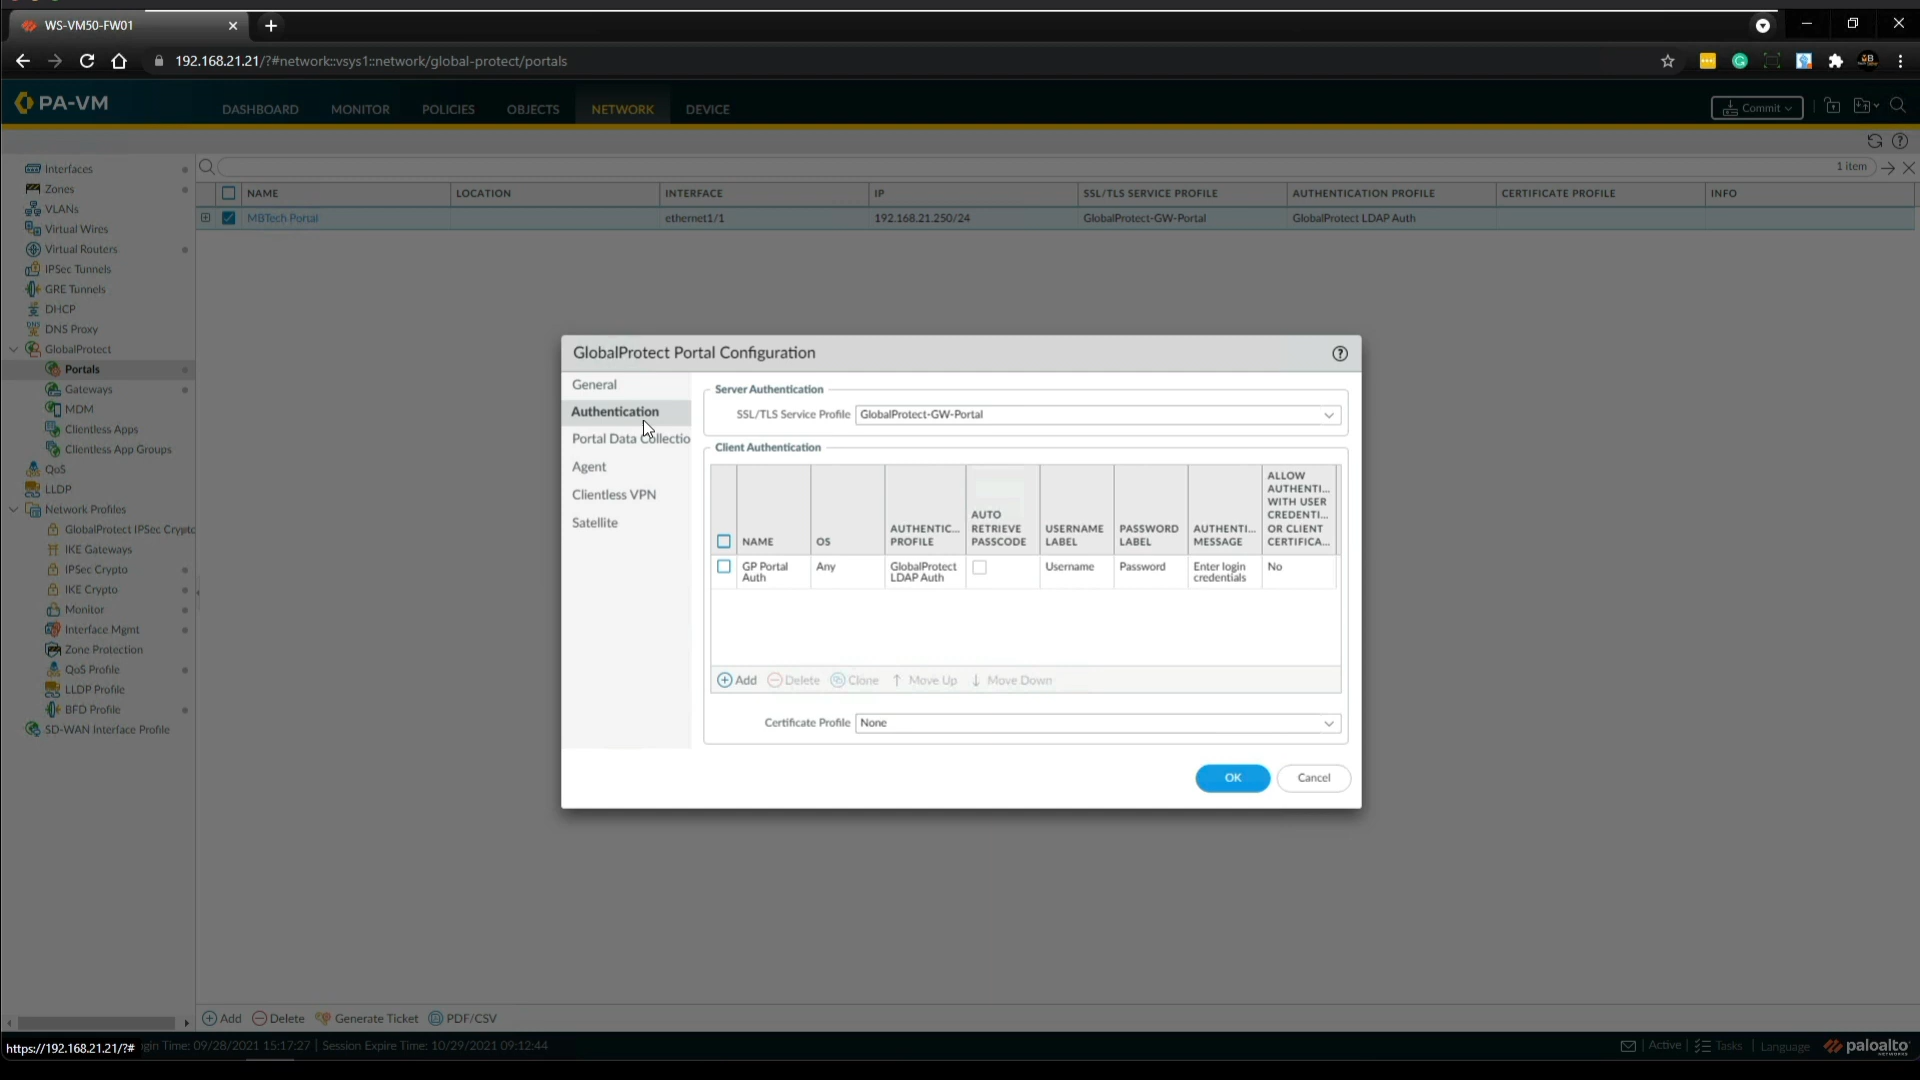 WS-VM50-FW01
192.168.21.21/?#network::vsys1::network/global-protect/portals
PA-VM
DASHBOARD
MONITOR
POLICIES
OBJECTS
NETWORK
DEVICE
Commit
1 item
Interfaces
Zones
VLANs
Virtual Wires
Virtual Routers
IPSec Tunnels
GRE Tunnels
DHCP
DNS Proxy
GlobalProtect
Portals
Gateways
MDM
Clientless Apps
Clientless App Groups
QoS
LLDP
Network Profiles
GlobalProtect IPSec Crypto
IKE Gateways
IPSec Crypto
IKE Crypto
Monitor
Interface Mgmt
Zone Protection
QoS Profile
LLDP Profile
BFD Profile
SD-WAN Interface Profile
NAME LOCATION INTERFACE IP SSL/TLS SERVICE PROFILE AUTHENTICATION PROFILE CERTIFICATE PROFILE INFO
MBTech Portal ethernet1/1 192.168.21.250/24 GlobalProtect-GW-Portal GlobalProtect LDAP Auth
GlobalProtect Portal Configuration
General
Authentication
Portal Data Collectio
Agent
Clientless VPN
Satellite
Server Authentication
SSL/TLS Service Profile GlobalProtect-GW-Portal
Client Authentication
NAME
OS
AUTHENTIC...
PROFILE
AUTO
RETRIEVE
PASSCODE
USERNAME
LABEL
PASSWORD
LABEL
AUTHENTI...
MESSAGE
ALLOW
AUTHENTI...
WITH USER
CREDENTI...
OR CLIENT
CERTIFICA...
GP Portal
Auth
Any
GlobalProtect
LDAP Auth
Username
Password
Enter login
credentials
No
Add Delete Clone Move Up Move Down
Certificate Profile None
OK
Cancel
Add Delete Generate Ticket PDF/CSV
https://192.168.21.21/?#
gin Time: 09/28/2021 15:17:27 | Session Expire Time: 10/29/2021 09:12:44
Active | Tasks | Language
paloalto
NETWORKS